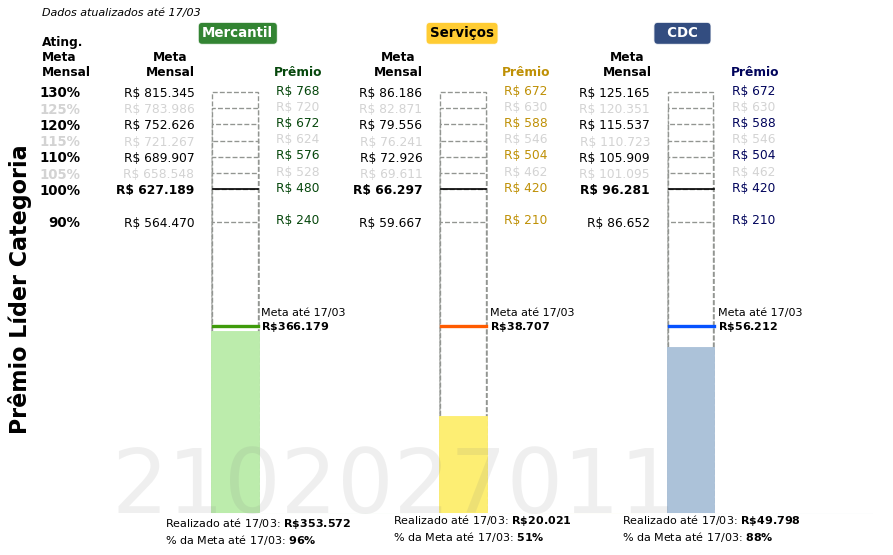 Dados atualizados até 17/03
Mercantil Serviços CDC
Ating.
Meta Meta Meta Meta
Mensal Mensal Prêmio Mensal Prêmio Mensal Prêmio
130% R$ 815.345 R$ 768 R$ 86.186 R$ 672 R$ 125.165 R$ 672
125% R$ 783.986 R$ 720 R$ 82.871 R$ 630 R$ 120.351 R$ 630
120% R$ 752.626 R$ 672 R$ 79.556 R$ 588 R$ 115.537 R$ 588
115% R$ 721.267 R$ 624 R$ 76.241 R$ 546 R$ 110.723 R$ 546
110% R$ 689.907 R$ 576 R$ 72.926 R$ 504 R$ 105.909 R$ 504
105% R$ 658.548 R$ 528 R$ 69.611 R$ 462 R$ 101.095 R$ 462
100% R$ 627.189 R$ 480 R$ 66.297 R$ 420 R$ 96.281 R$ 420
90% R$ 564.470 R$ 240 R$ 59.667 R$ 210 R$ 86.652 R$ 210
Prêmio Líder Categoria
Meta até 17/03 Meta até 17/03 Meta até 17/03
R$366.179 R$38.707 R$56.212
2102027011
Realizado até 17/03: R$353.572 Realizado até 17/03: R$20.021 Realizado até 17/03: R$49.798
% da Meta até 17/03: 96% % da Meta até 17/03: 51% % da Meta até 17/03: 88%